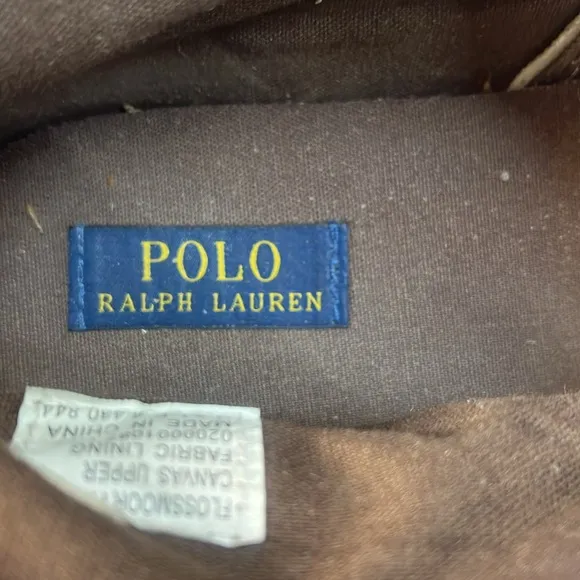 POLO
RALPH LAUREN
FLOSSMOOR
CANVAS UPPER
FABRIC LINING
MADE IN CHINA